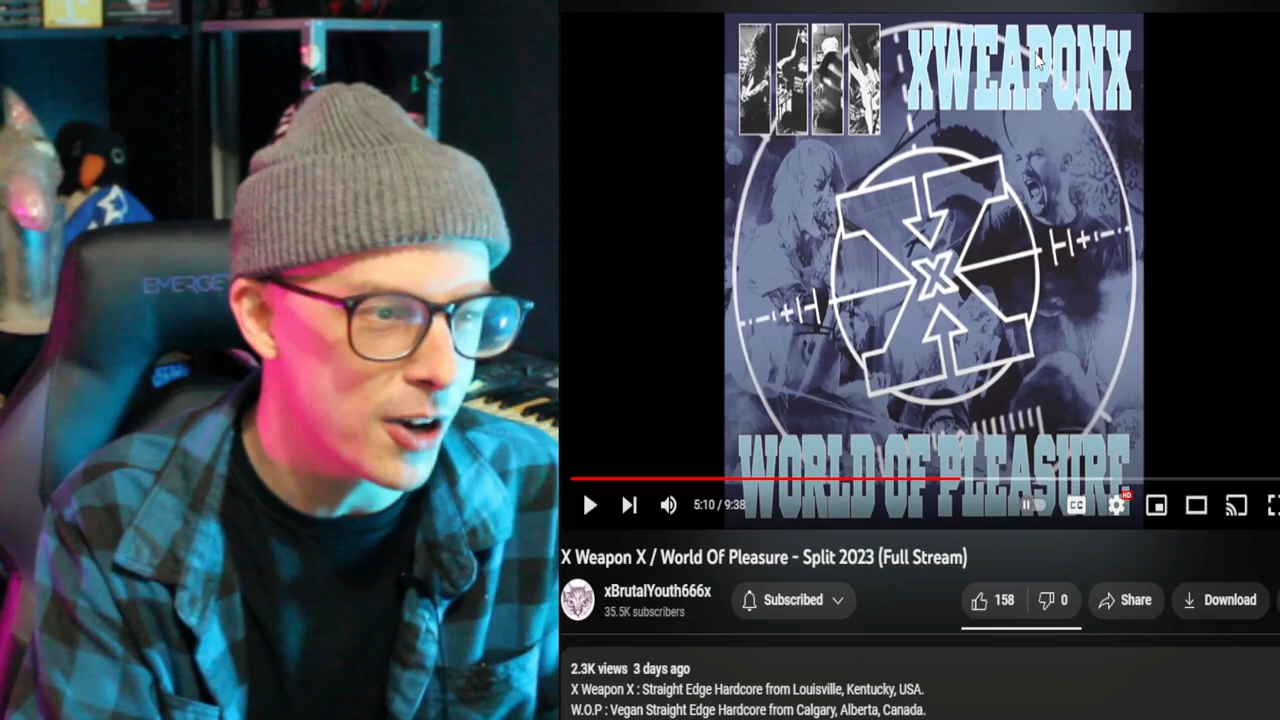 EMERGE
XWEAPONX
X
WORLD OF PLEASURE
5:10 / 9:38
CC
HD
X Weapon X / World Of Pleasure - Split 2023 (Full Stream)
xBrutalYouth666x
35.5K subscribers
Subscribed
158
0
Share
Download
2.3K views 3 days ago
X Weapon X : Straight Edge Hardcore from Louisville, Kentucky, USA.
W.O.P : Vegan Straight Edge Hardcore from Calgary, Alberta, Canada.